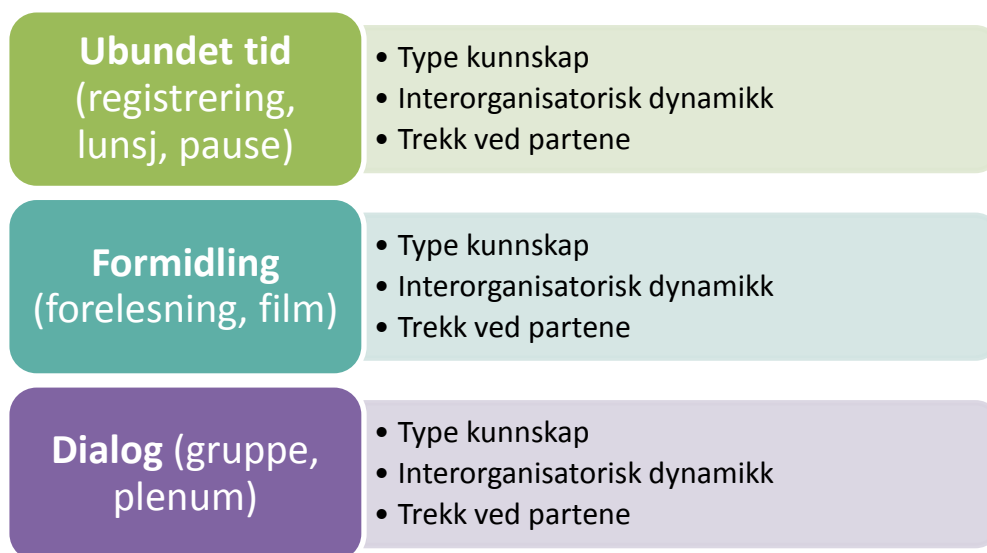 Ubundet tid
(registrering,
lunsj, pause)
• Type kunnskap
• Interorganisatorisk dynamikk
• Trekk ved partene
Formidling
(forelesning, film)
• Type kunnskap
• Interorganisatorisk dynamikk
• Trekk ved partene
Dialog (gruppe,
plenum)
• Type kunnskap
• Interorganisatorisk dynamikk
• Trekk ved partene